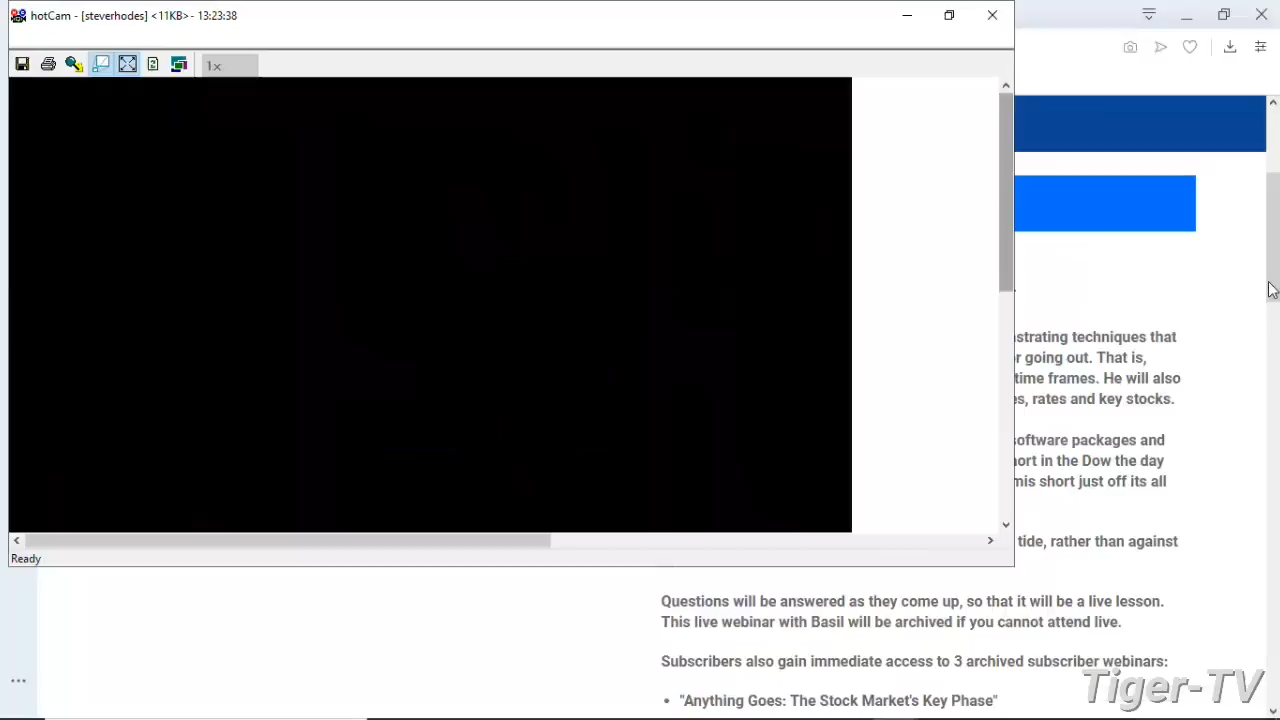 hotCam - [steverhodes] <11KB> - 13:23:38
1x
Ready
strating techniques that
r going out. That is,
time frames. He will also
es, rates and key stocks.
software packages and
ort in the Dow the day
mis short just off its all
tide, rather than against
Questions will be answered as they come up, so that it will be a live lesson.
This live webinar with Basil will be archived if you cannot attend live.
Subscribers also gain immediate access to 3 archived subscriber webinars:
• "Anything Goes: The Stock Market's Key Phase"
Tiger-TV